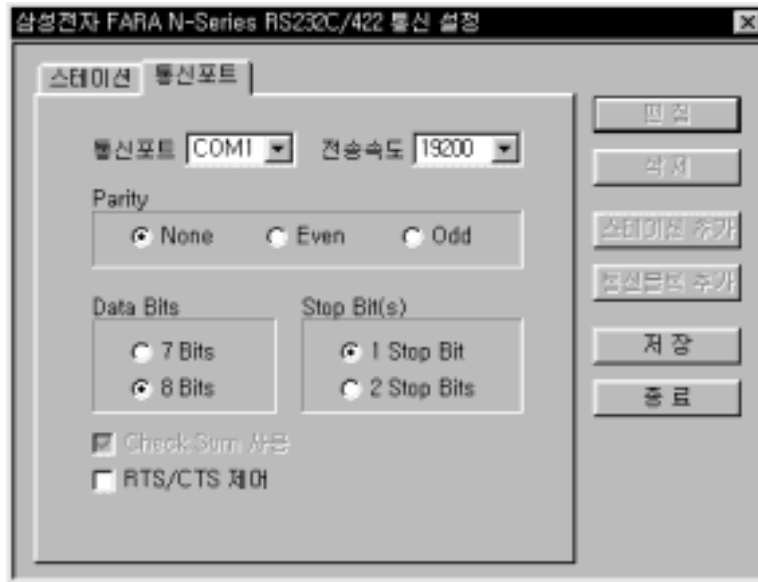 삼성전자 FARA N-Series RS232C/422 통신 설정
스테이션 통신포트
통신포트 COM1 전송속도 19200
Parity
None Even Odd
Data Bits Stop Bit(s)
7 Bits 1 Stop Bit
8 Bits 2 Stop Bits
Check Sum 사용
RTS/CTS 제어
편 집
삭 제
스테이션 추가
통신블록 추가
저 장
종 료